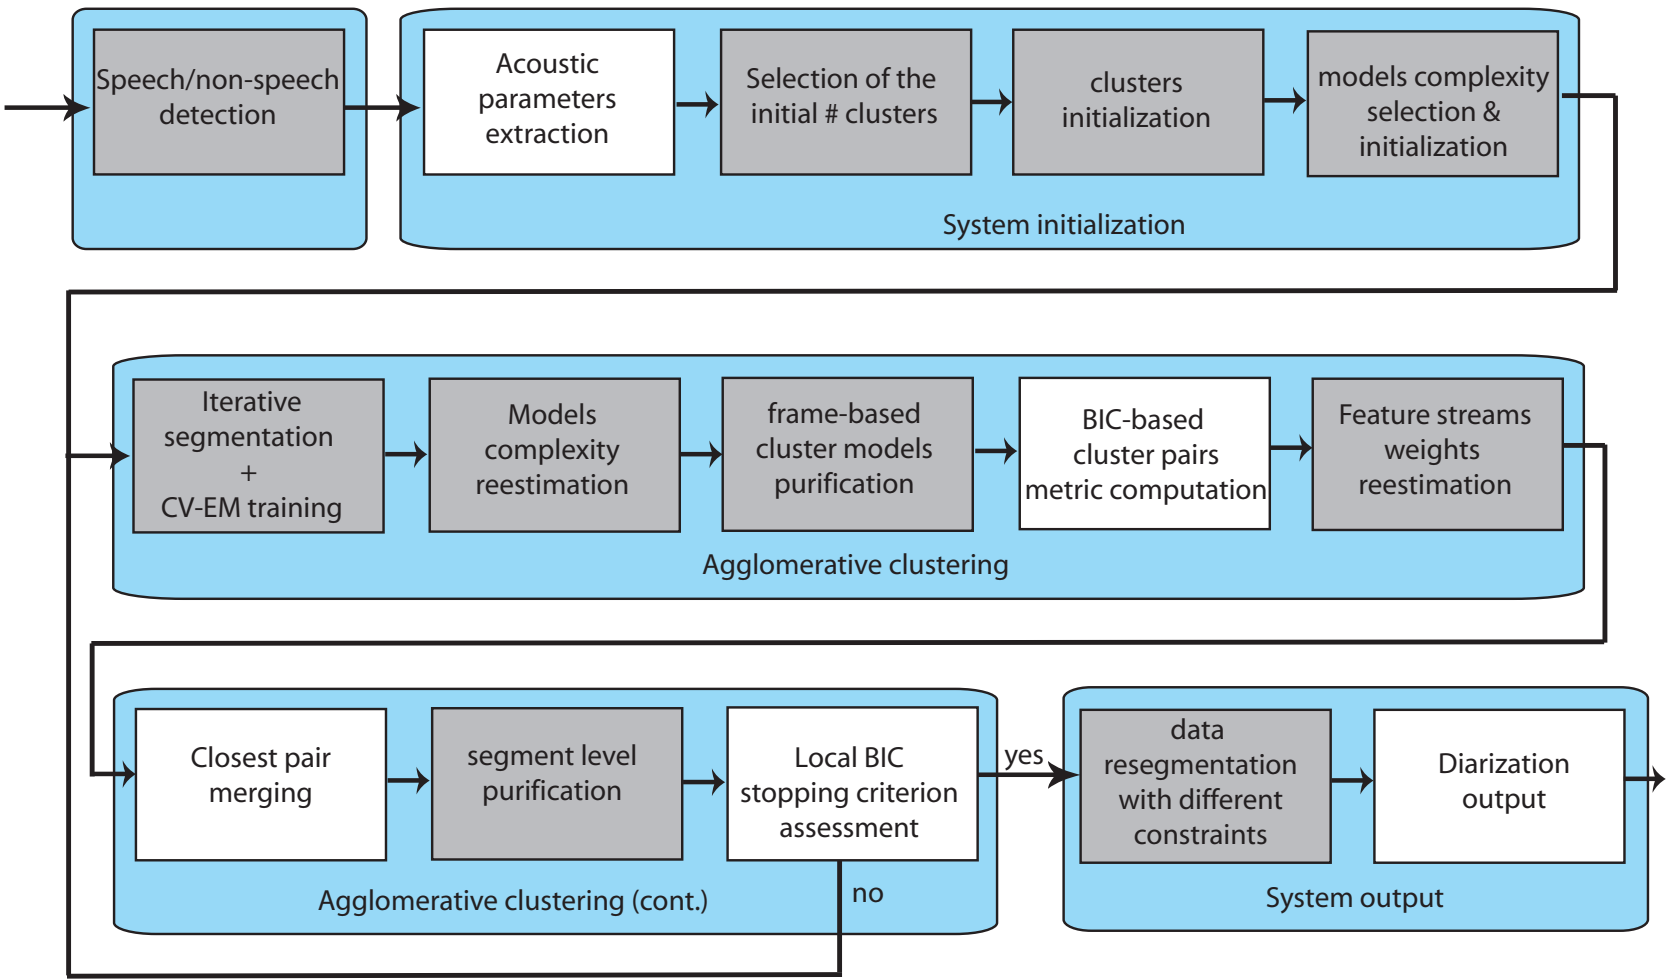 Speech/non-speech
detection
Acoustic
parameters
extraction
Selection of the
initial # clusters
clusters
initialization
models complexity
selection &
initialization
System initialization
Iterative
segmentation
+
CV-EM training
Models
complexity
reestimation
frame-based
cluster models
purification
BIC-based
cluster pairs
metric computation
Feature streams
weights
reestimation
Agglomerative clustering
Closest pair
merging
segment level
purification
Local BIC
stopping criterion
assessment
yes
no
Agglomerative clustering (cont.)
data
resegmentation
with different
constraints
Diarization
output
System output